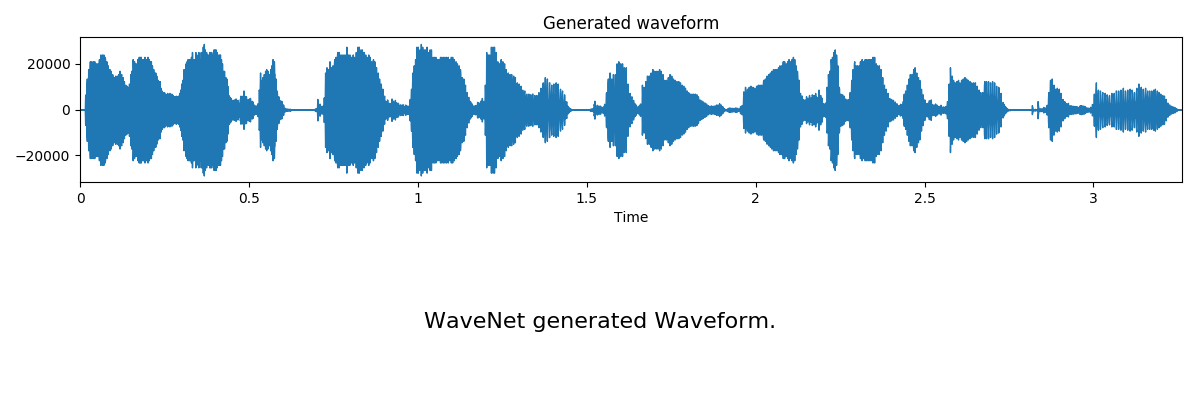 Generated waveform
20000
0
−20000
0 0.5 1 1.5 2 2.5 3
Time
WaveNet generated Waveform.